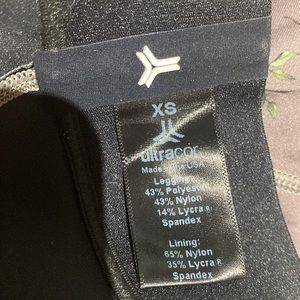 XS
ultracor
Made in the USA
Legging:
43% Polyester
43% Nylon
14% Lycra ®
Spandex
Lining:
65% Nylon
35% Lycra ®
Spandex